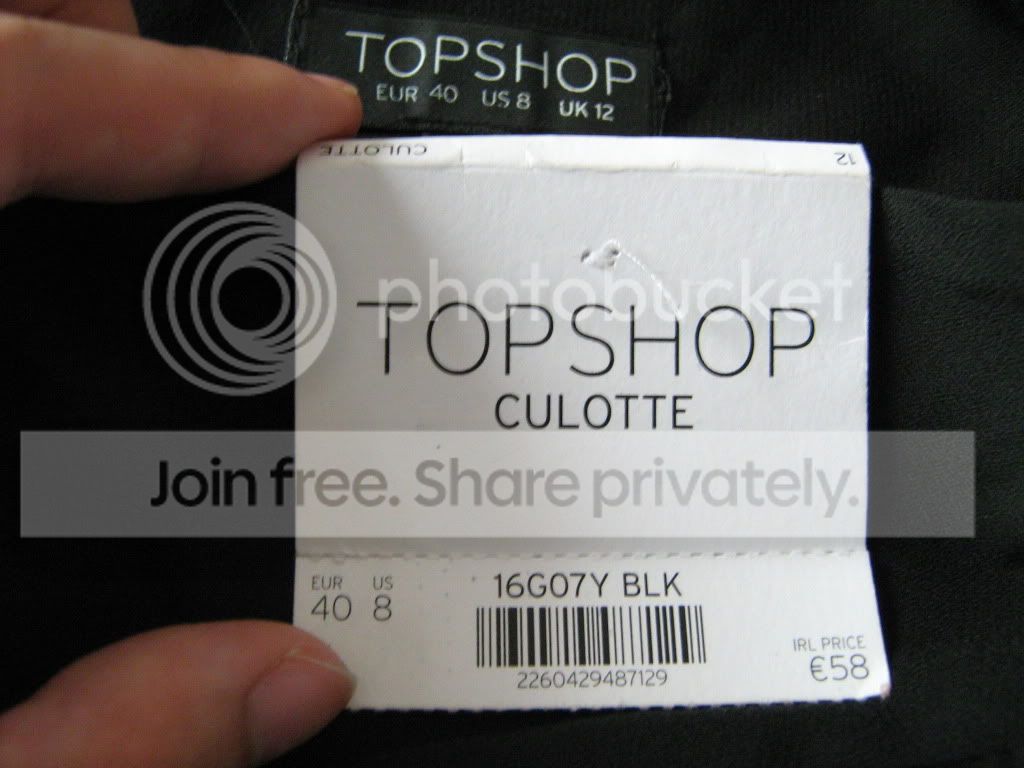 TOPSHOP
EUR 40 US 8 UK 12
CULOTTE 12
photobucket
TOPSHOP
CULOTTE
Join free. Share privately.
EUR US
40 8
16G07Y BLK
2260429487129
IRL PRICE
€58